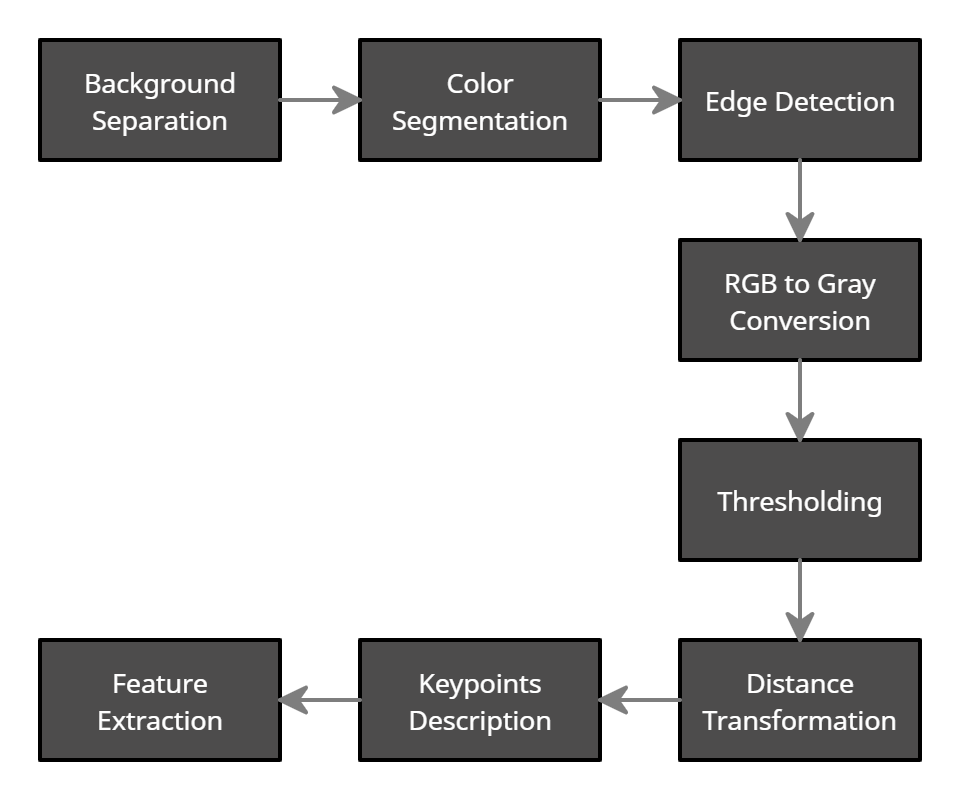 Background
Separation
Color
Segmentation
Edge Detection
RGB to Gray
Conversion
Thresholding
Distance
Transformation
Keypoints
Description
Feature
Extraction